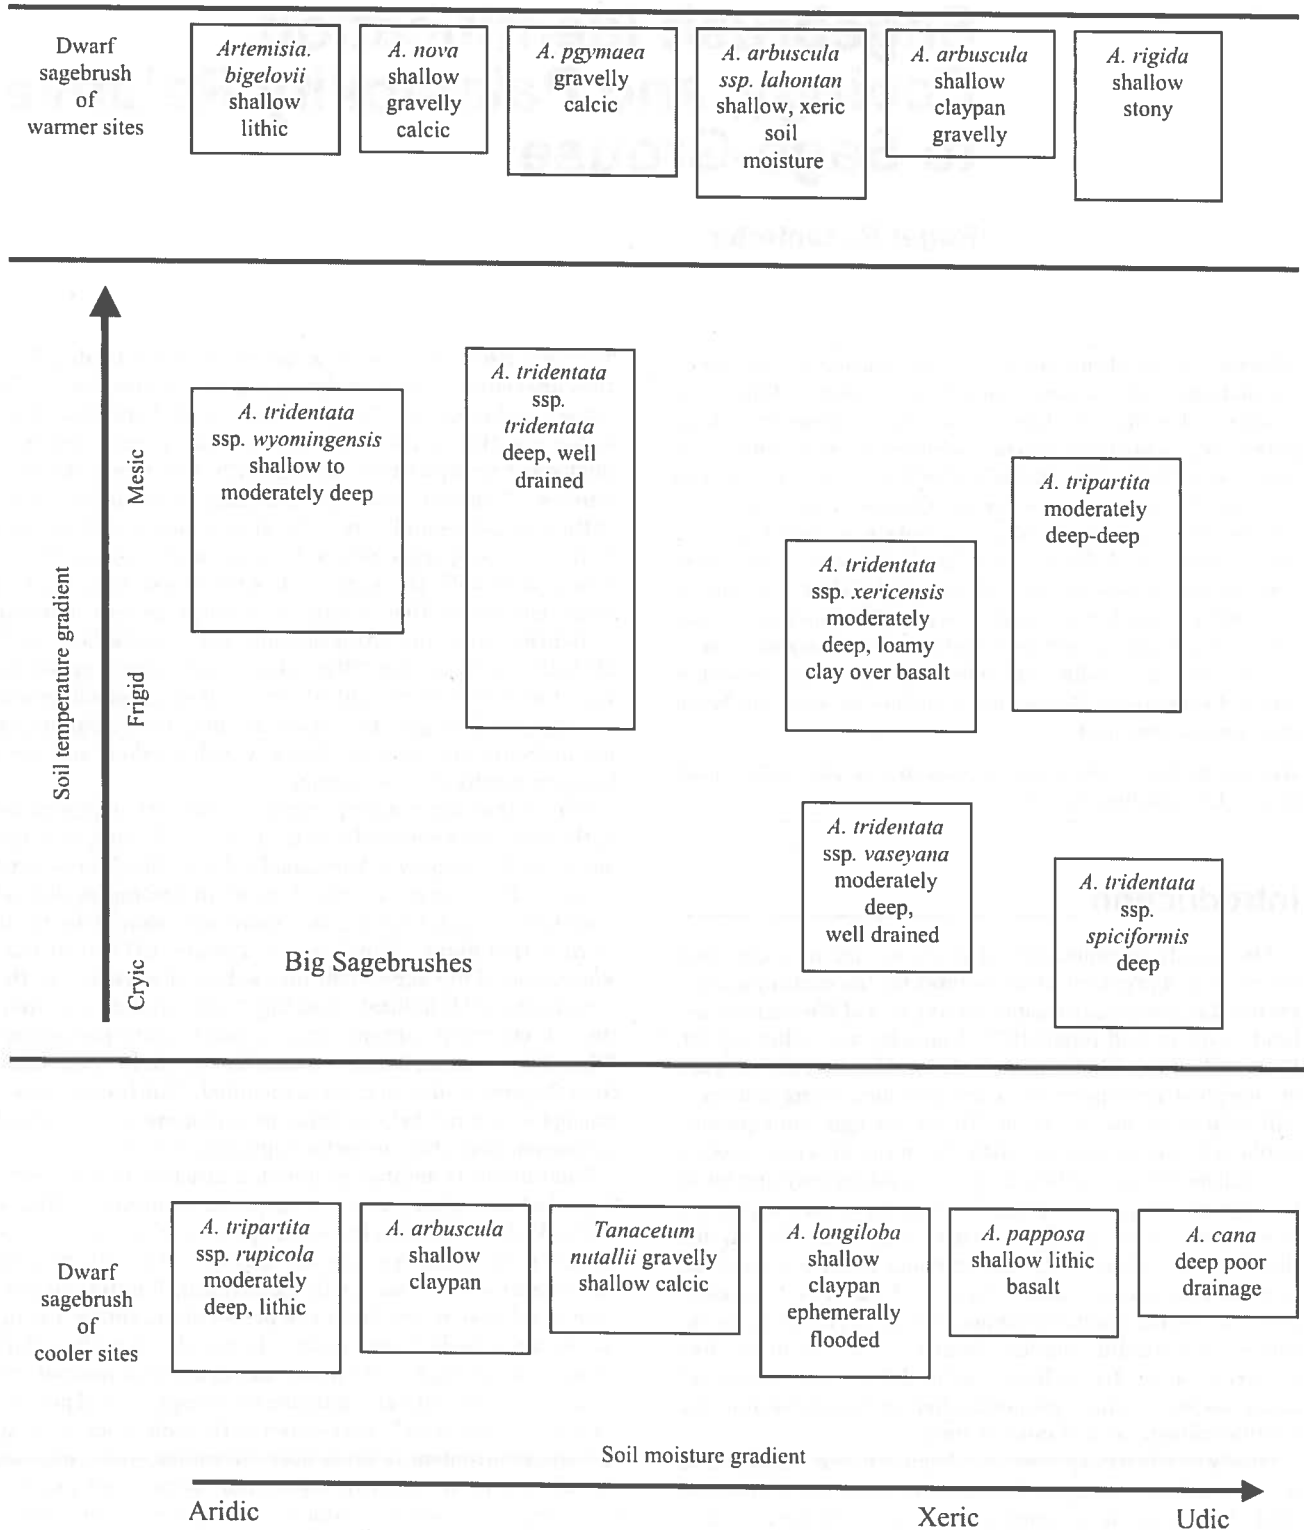 Dwarf
sagebrush
of
warmer sites
Artemisia.
bigelovii
shallow
lithic
A. nova
shallow
gravelly
calcic
A. pgymaea
gravelly
calcic
A. arbuscula
ssp. lahontan
shallow, xeric
soil
moisture
A. arbuscula
shallow
claypan
gravelly
A. rigida
shallow
stony
Soil temperature gradient
Mesic
Frigid
Cryic
A. tridentata
ssp. wyomingensis
shallow to
moderately deep
A. tridentata
ssp.
tridentata
deep, well
drained
A. tridentata
ssp. xericensis
moderately
deep, loamy
clay over basalt
A. tripartita
moderately
deep-deep
A. tridentata
ssp. vaseyana
moderately
deep,
well drained
A. tridentata
ssp.
spiciformis
deep
Big Sagebrushes
Dwarf
sagebrush
of
cooler sites
A. tripartita
ssp. rupicola
moderately
deep, lithic
A. arbuscula
shallow
claypan
Tanacetum
nutallii gravelly
shallow calcic
A. longiloba
shallow
claypan
ephemerally
flooded
A. papposa
shallow lithic
basalt
A. cana
deep poor
drainage
Soil moisture gradient
Aridic
Xeric
Udic